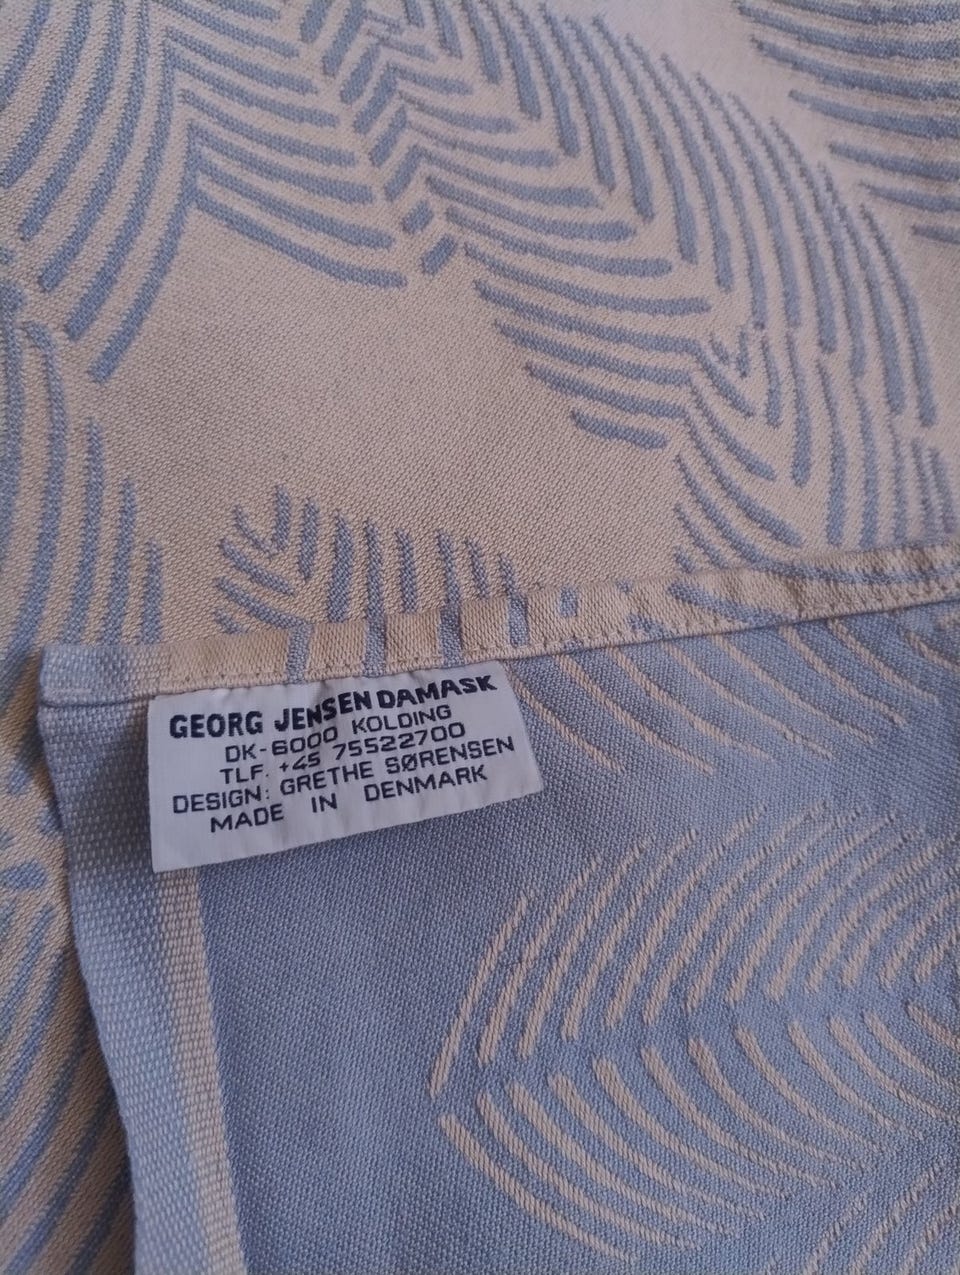 GEORG JENSEN DAMASK
DK-6000 KOLDING
TLF. +45 75522700
DESIGN: GRETHE SØRENSEN
MADE IN DENMARK